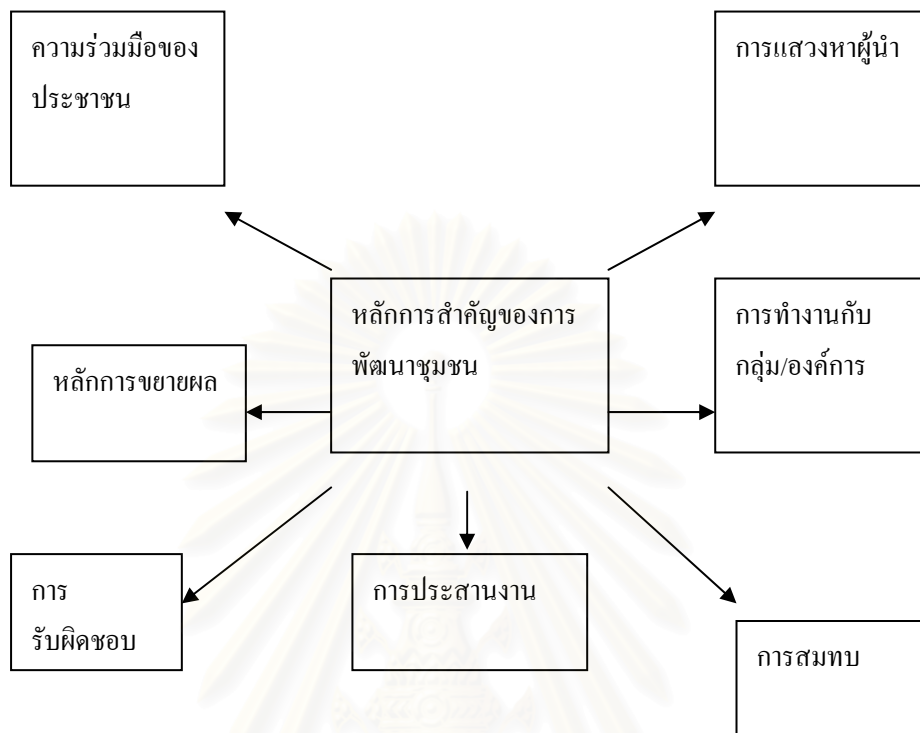 ความร่วมมือของ
ประชาชน
การแสวงหาผู้นำ
หลักการสำคัญของการ
พัฒนาชุมชน
การทำงานกับ
กลุ่ม/องค์การ
หลักการขยายผล
การ
รับผิดชอบ
การประสานงาน
การสมทบ